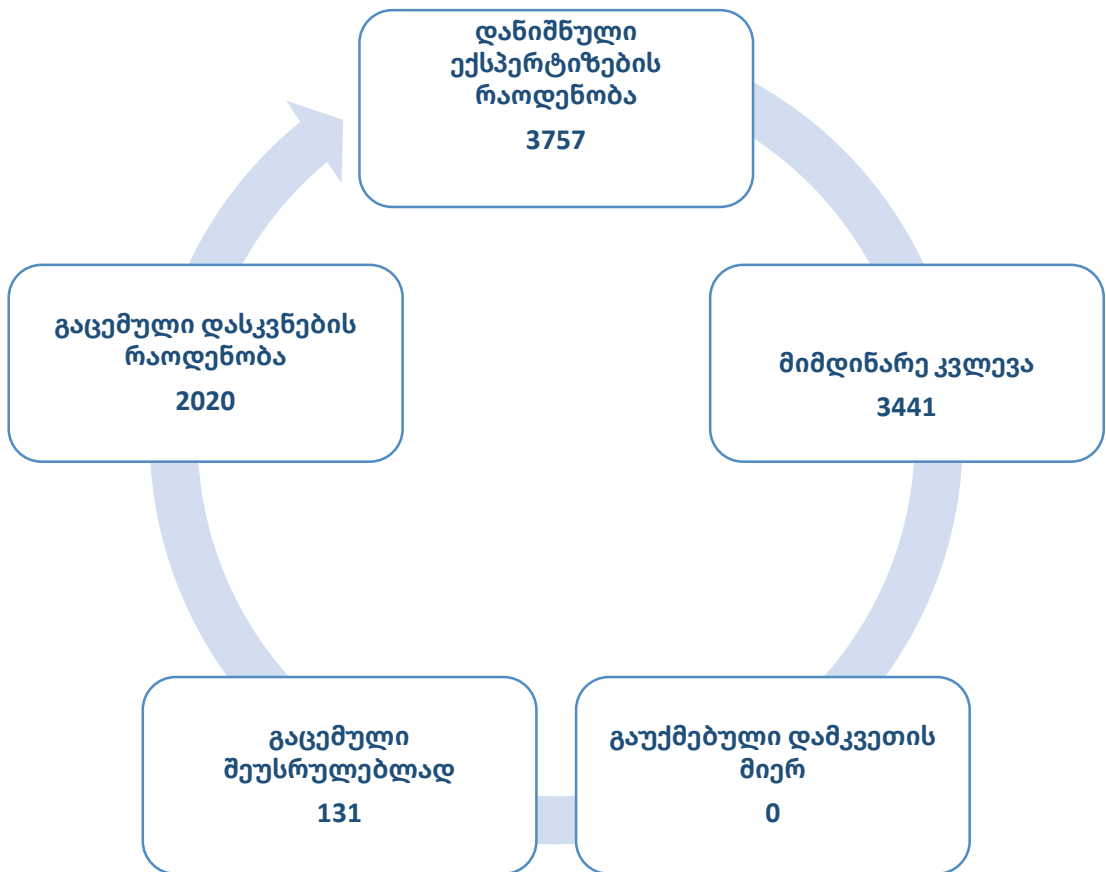 დანიშნული
ექსპერტიზების
რაოდენობა
3757
მიმდინარე კვლევა
3441
გაუქმებული დამკვეთის
მიერ
0
გაცემული
შეუსრულებლად
131
გაცემული დასკვნების
რაოდენობა
2020